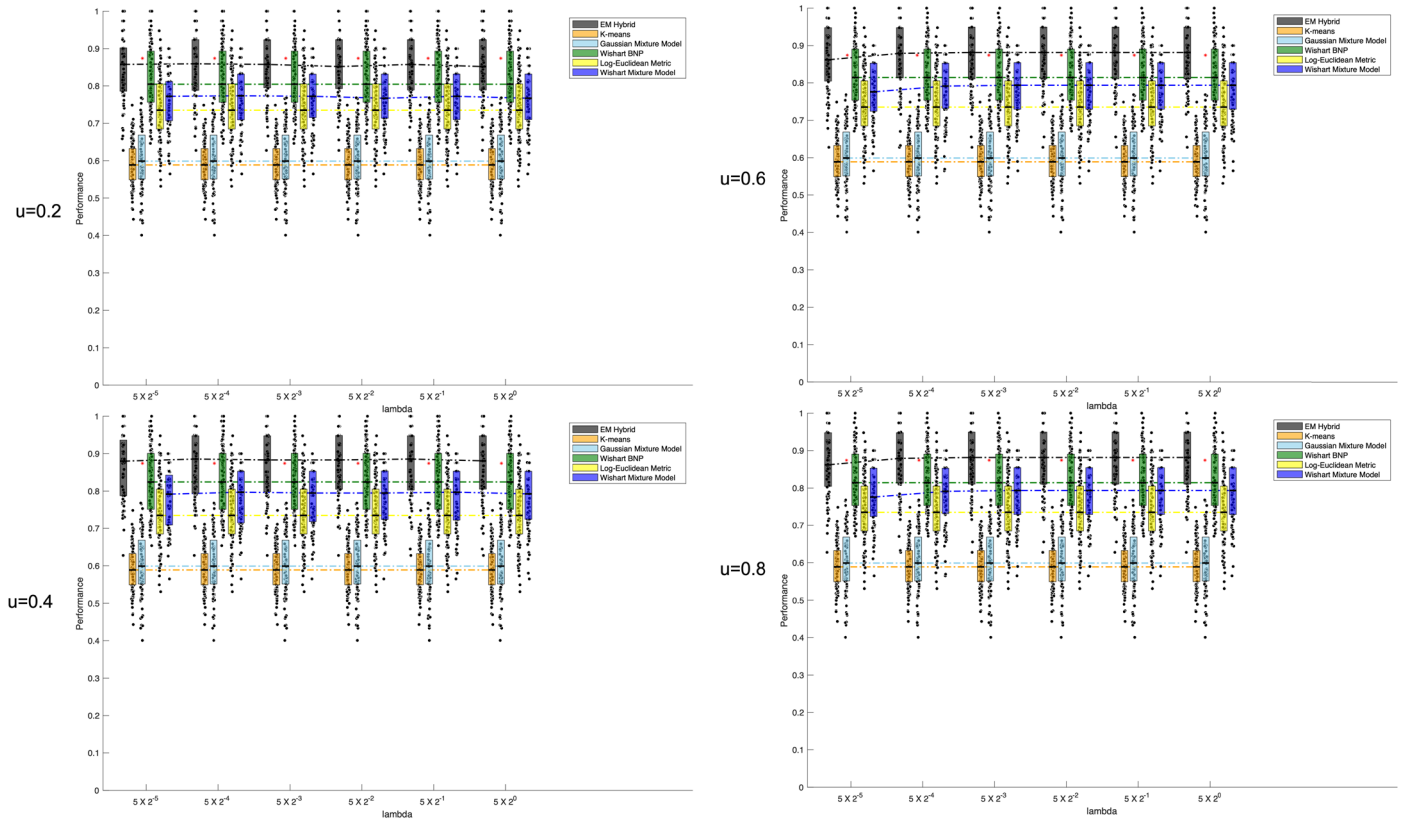 u=0.2
Performance
1
0.9
0.8
0.7
0.6
0.5
0.4
0.3
0.2
0.1
0
5 X 2-5
5 X 2-4
5 X 2-3
5 X 2-2
5 X 2-1
5 X 20
lambda
EM Hybrid
K-means
Gaussian Mixture Model
Wishart BNP
Log-Euclidean Metric
Wishart Mixture Model
u=0.6
Performance
1
0.9
0.8
0.7
0.6
0.5
0.4
0.3
0.2
0.1
0
5 X 2-5
5 X 2-4
5 X 2-3
5 X 2-2
5 X 2-1
5 X 20
lambda
EM Hybrid
K-means
Gaussian Mixture Model
Wishart BNP
Log-Euclidean Metric
Wishart Mixture Model
u=0.4
Performance
1
0.9
0.8
0.7
0.6
0.5
0.4
0.3
0.2
0.1
0
5 X 2-5
5 X 2-4
5 X 2-3
5 X 2-2
5 X 2-1
5 X 20
lambda
EM Hybrid
K-means
Gaussian Mixture Model
Wishart BNP
Log-Euclidean Metric
Wishart Mixture Model
u=0.8
Performance
1
0.9
0.8
0.7
0.6
0.5
0.4
0.3
0.2
0.1
0
5 X 2-5
5 X 2-4
5 X 2-3
5 X 2-2
5 X 2-1
5 X 20
lambda
EM Hybrid
K-means
Gaussian Mixture Model
Wishart BNP
Log-Euclidean Metric
Wishart Mixture Model